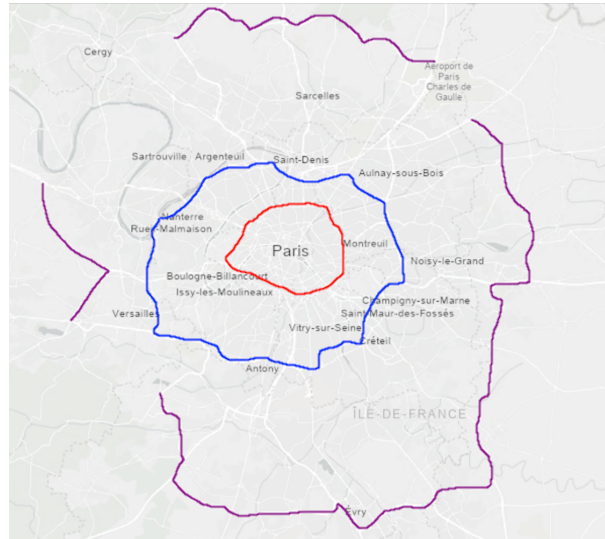 Cergy
Aéroport de
Paris
Charles de
Gaulle
Sarcelles
Sartrouville
Argenteuil
Saint-Denis
Aulnay-sous-Bois
Nanterre
Rueil-Malmaison
Paris
Montreuil
Noisy-le-Grand
Boulogne-Billancourt
Issy-les-Moulineaux
Champigny-sur-Marne
Versailles
Saint-Maur-des-Fossés
Vitry-sur-Seine
Créteil
Antony
ÎLE-DE-FRANCE
Évry